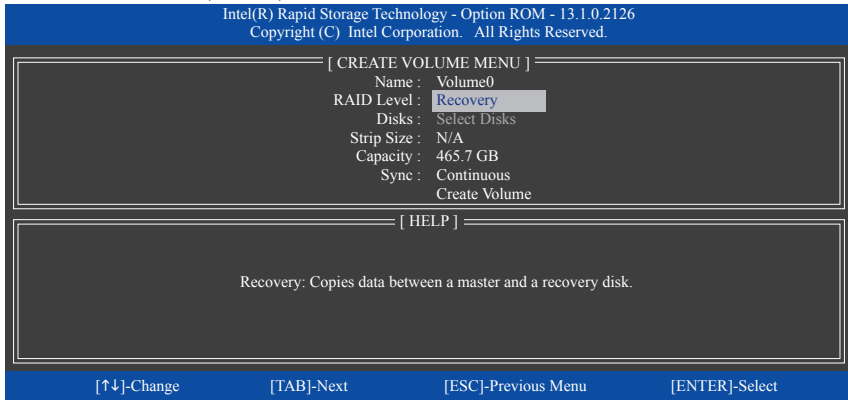 Intel(R) Rapid Storage Technology - Option ROM - 13.1.0.2126
Copyright (C) Intel Corporation. All Rights Reserved.
[ CREATE VOLUME MENU ]
Name : Volume0
RAID Level : Recovery
Disks : Select Disks
Strip Size : N/A
Capacity : 465.7 GB
Sync : Continuous
Create Volume
[ HELP ]
Recovery: Copies data between a master and a recovery disk.
[↑↓]-Change [TAB]-Next [ESC]-Previous Menu [ENTER]-Select